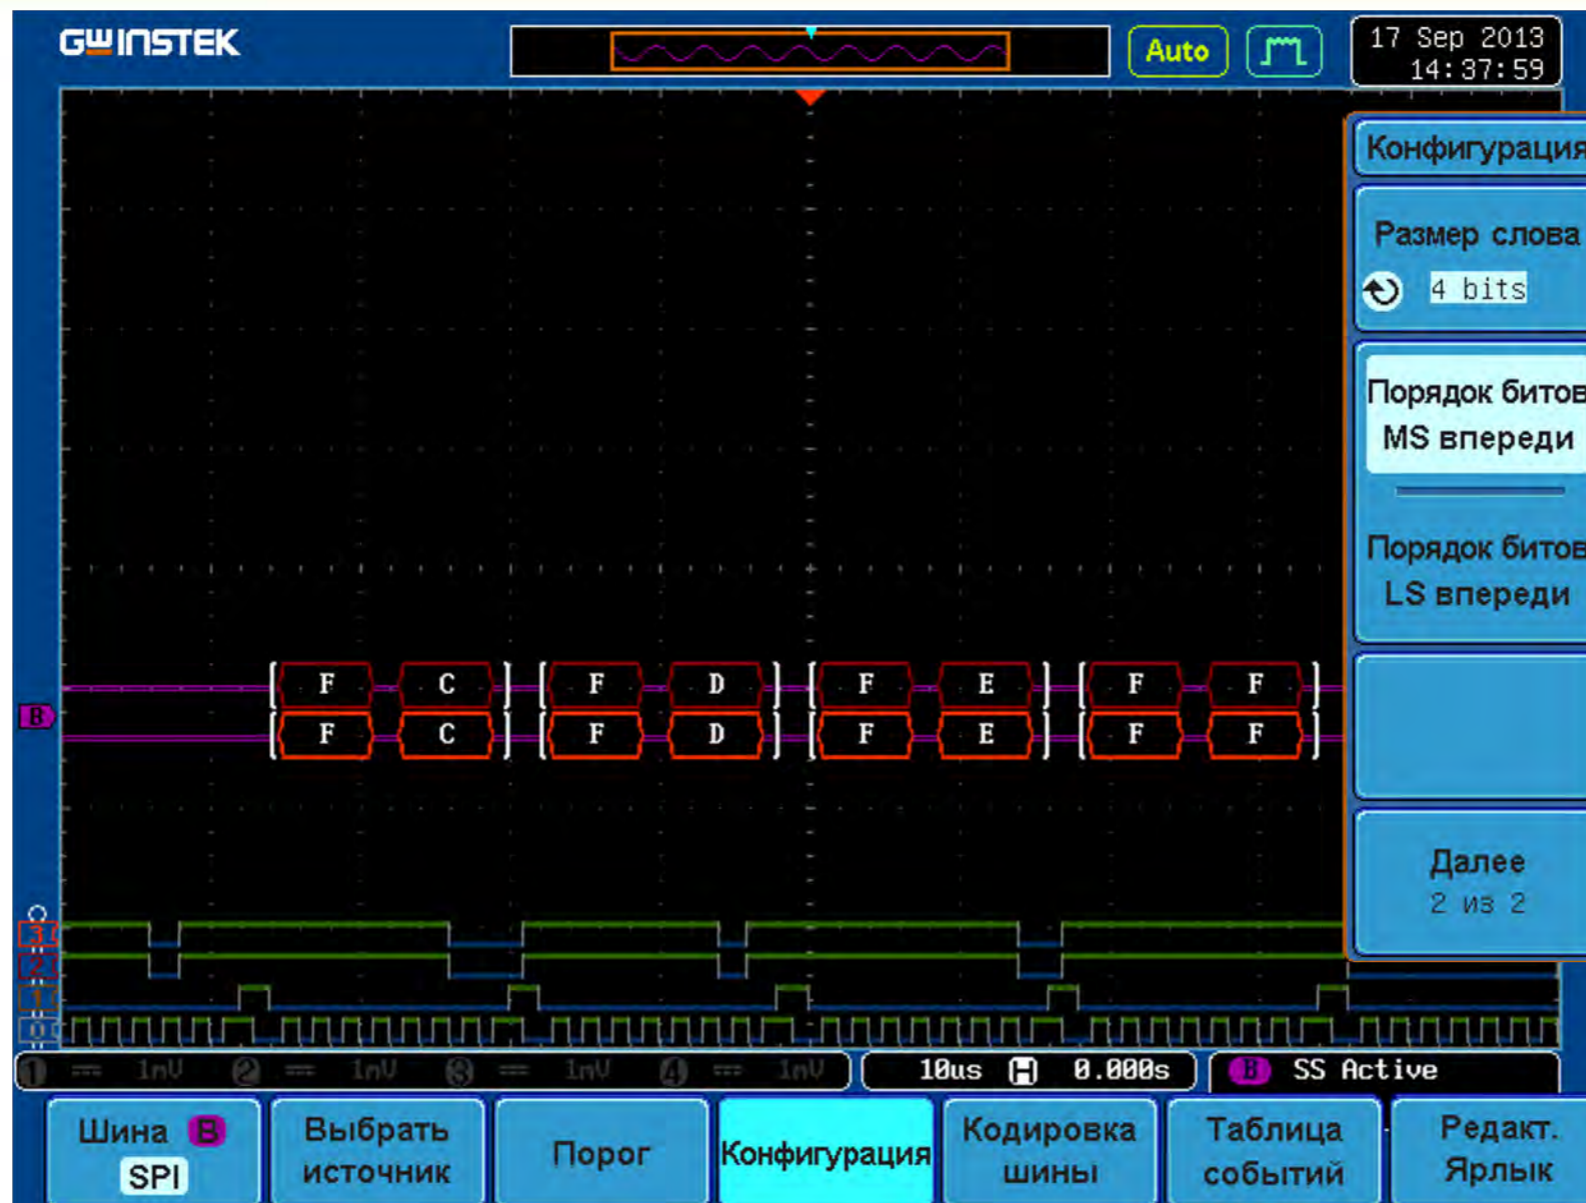 GWINSTEK
Auto
17 Sep 2013
14:37:59
Конфигурация
Размер слова
4 bits
Порядок битов
MS впереди
Порядок битов
LS впереди
F C F D F E F F
B
F C F D F E F F
Далее
2 из 2
3
2
1
0
1 1mV 2 1mV 3 1mV 4 1mV
10us H 0.000s
B SS Active
Шина B
SPI
Выбрать
источник
Порог
Конфигурация
Кодировка
шины
Таблица
событий
Редакт.
Ярлык